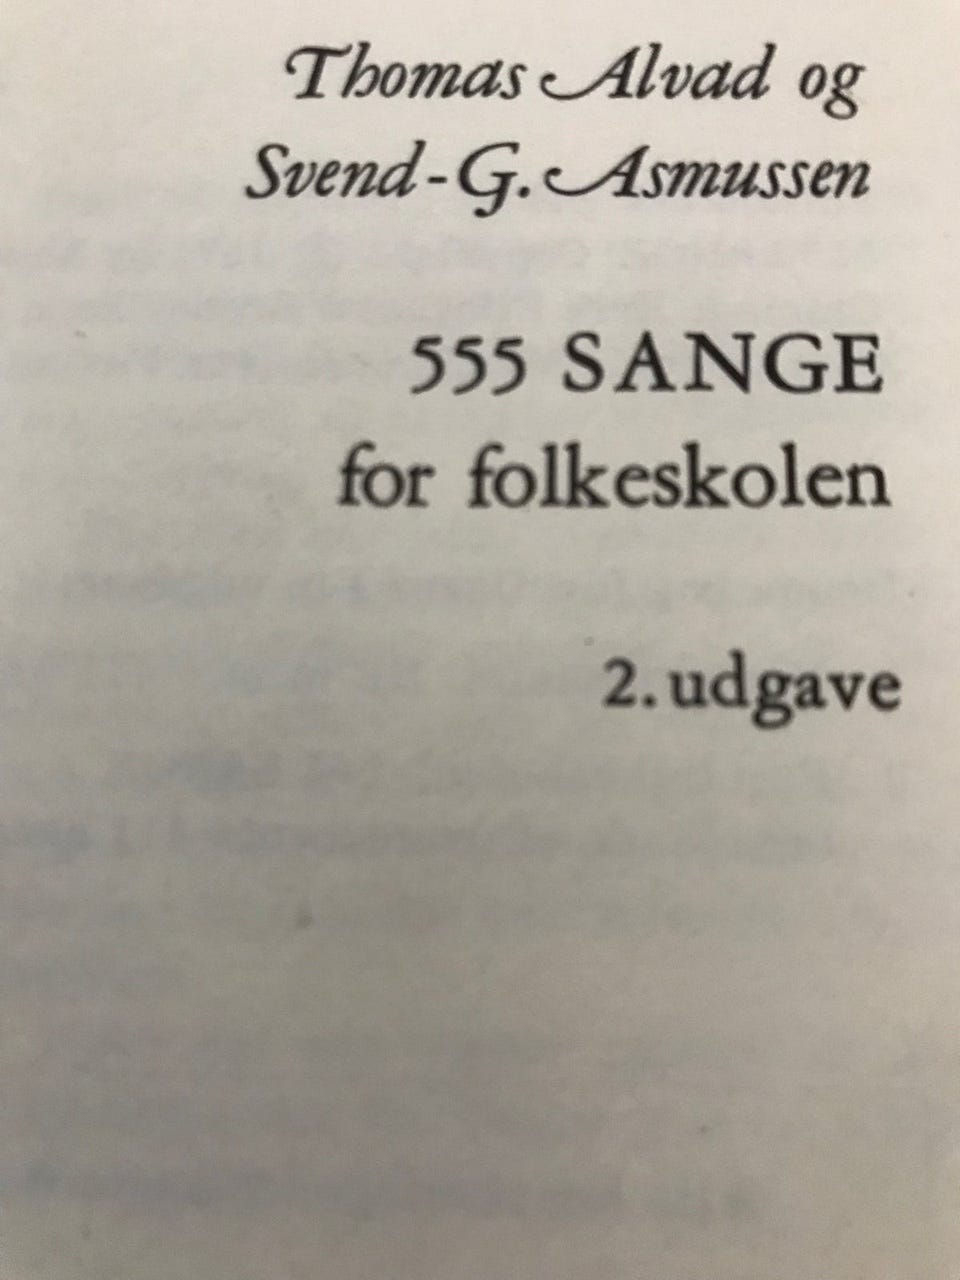 Thomas Alvad og
Svend-G. Asmussen
555 SANGE
for folkeskolen
2. udgave